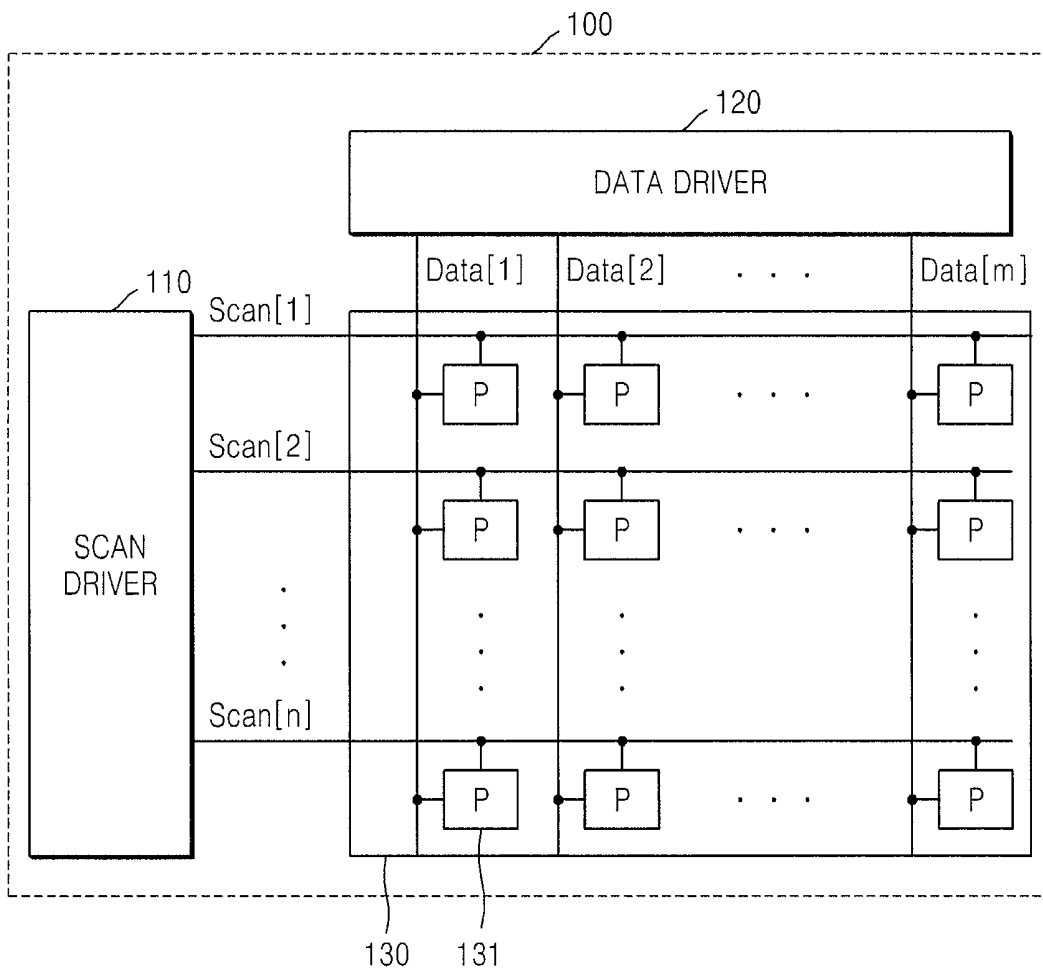 100
120
DATA DRIVER
Data[1] Data[2] . . . Data[m]
110
Scan[1]
P P . . . P
Scan[2]
P P . . . P
SCAN
DRIVER
Scan[n]
P P . . . P
130 131